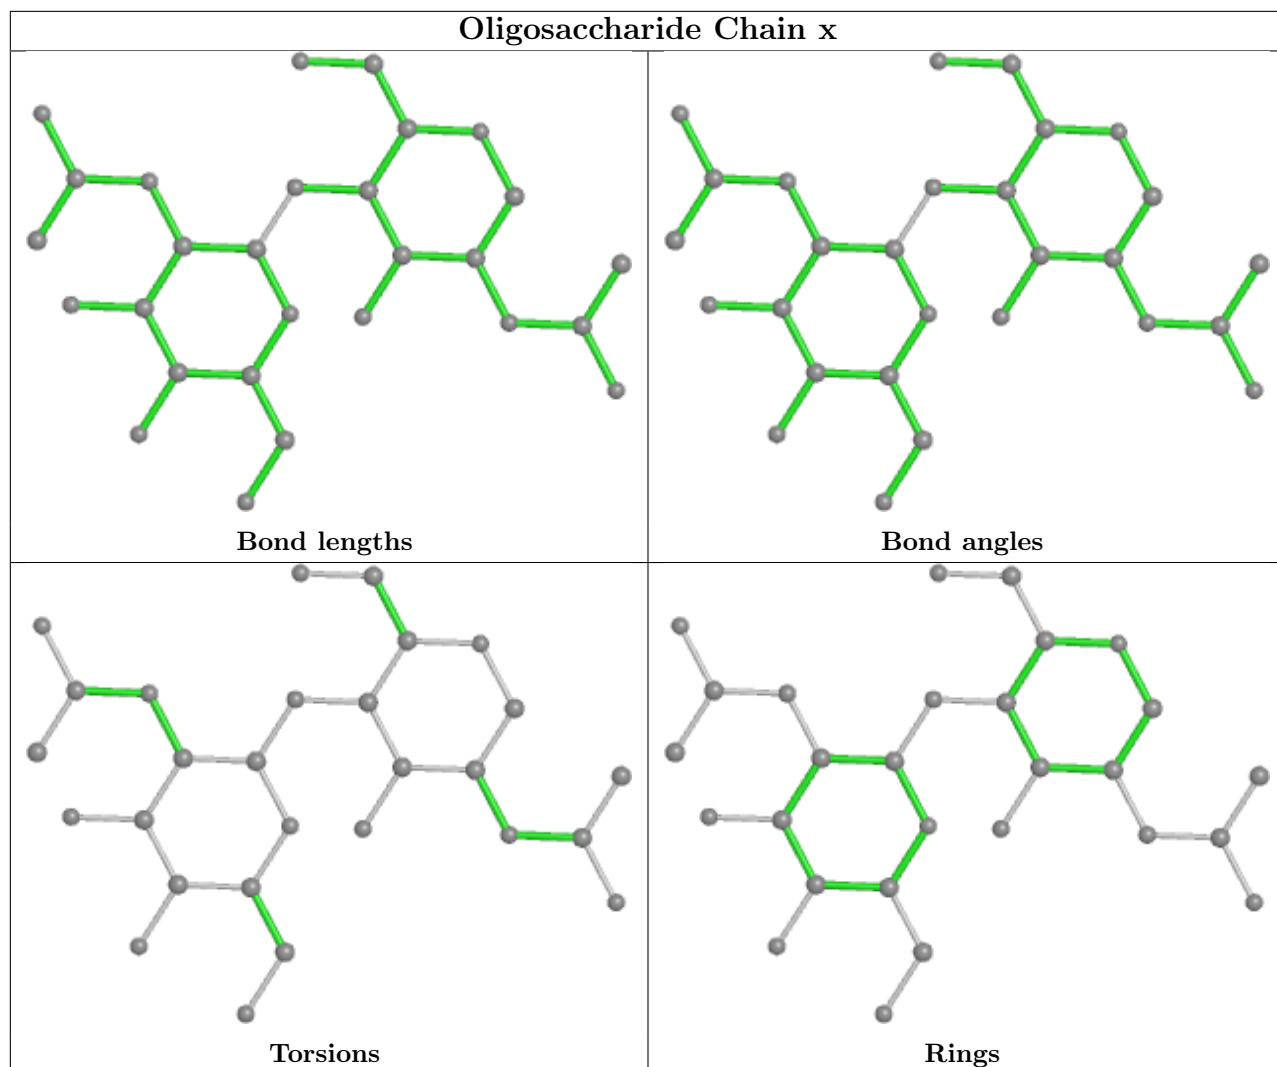 Oligosaccharide Chain x
Bond lengths
Bond angles
Torsions
Rings